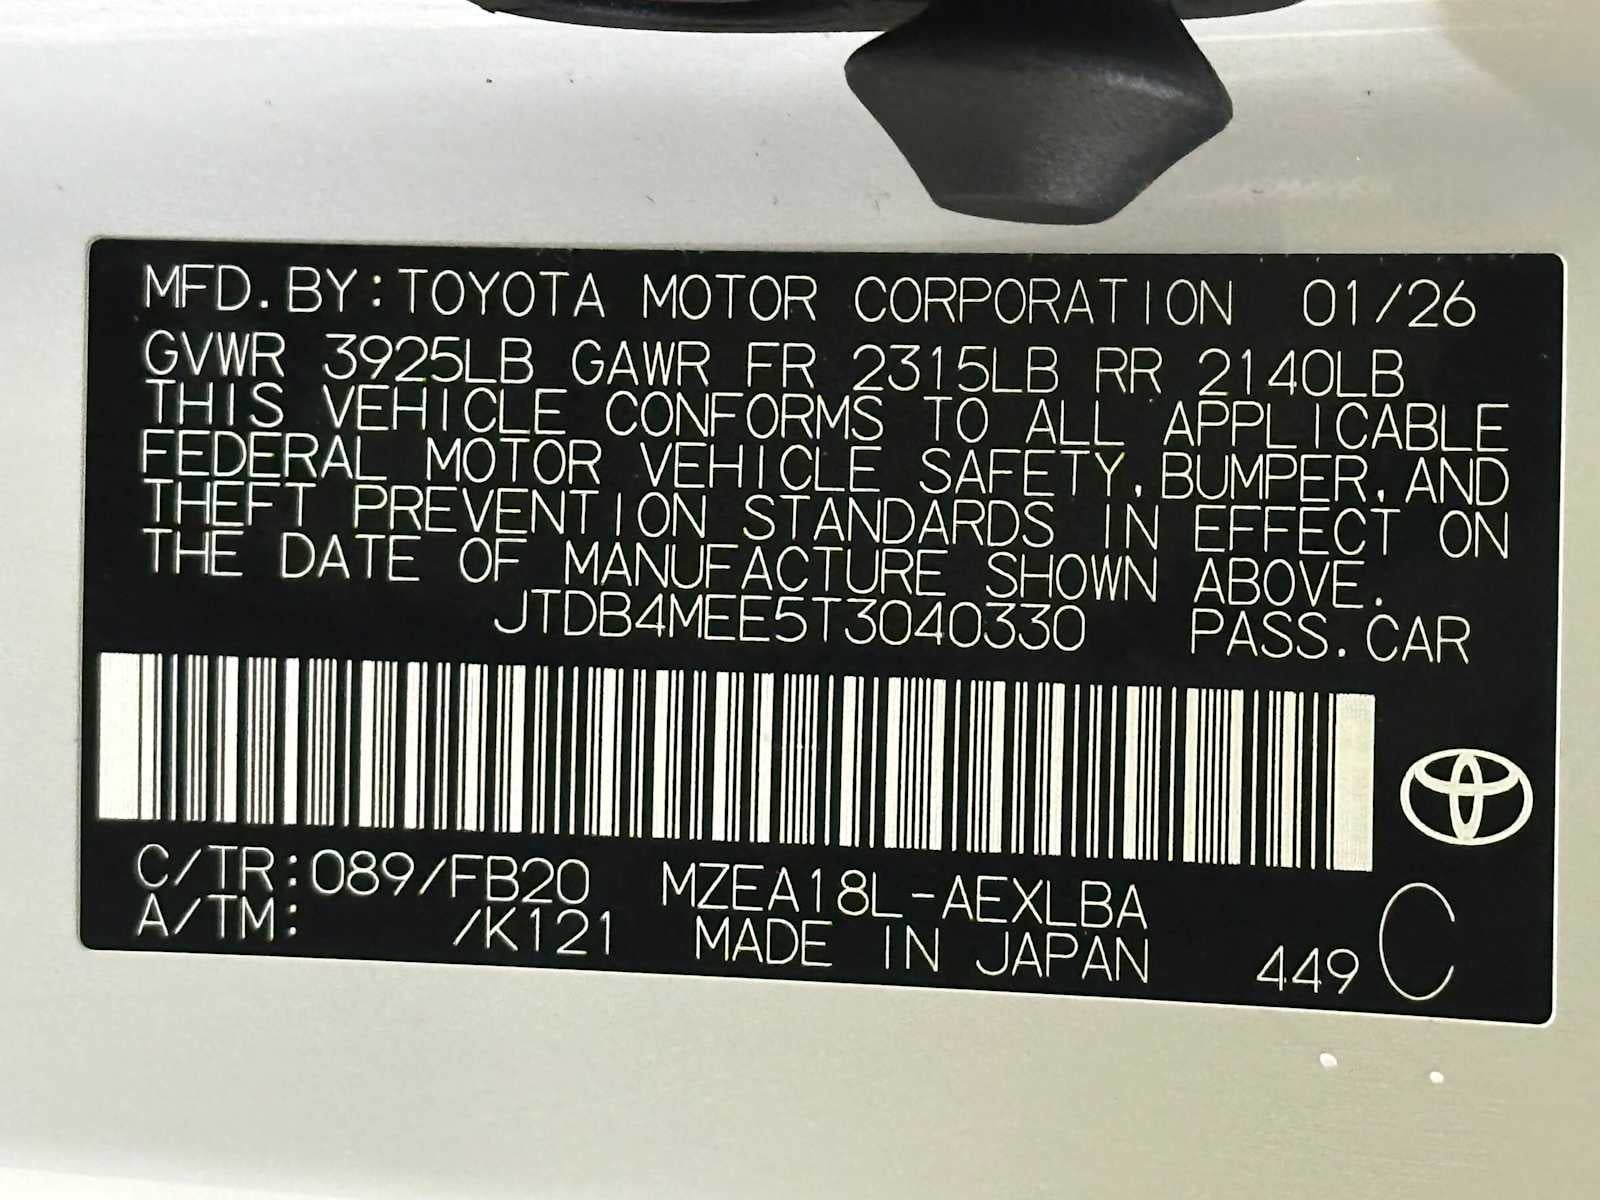 MFD. BY: TOYOTA MOTOR CORPORATION 01/26
GVWR 3925LB GAWR FR 2315LB RR 2140LB
THIS VEHICLE CONFORMS TO ALL APPLICABLE
FEDERAL MOTOR VEHICLE SAFETY, BUMPER, AND
THEFT PREVENTION STANDARDS IN EFFECT ON
THE DATE OF MANUFACTURE SHOWN ABOVE.
JTDB4MEE5T3040330 PASS. CAR
C/TR: 089/FB20 MZEA18L-AEXLBA
A/TM: /K121 MADE IN JAPAN 449 C